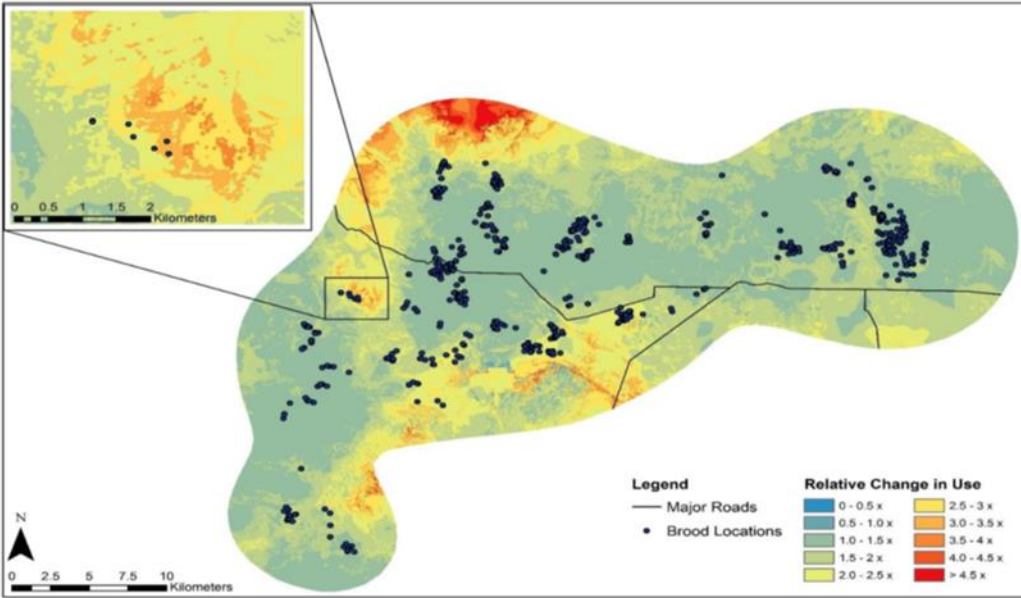 0 0.5 1 1.5 2
Kilometers
Legend
Major Roads
Brood Locations
Relative Change in Use
0 - 0.5 x
0.5 - 1.0 x
1.0 - 1.5 x
1.5 - 2 x
2.0 - 2.5 x
2.5 - 3 x
3.0 - 3.5 x
3.5 - 4 x
4.0 - 4.5 x
> 4.5 x
N
0 2.5 5 7.5 10
Kilometers